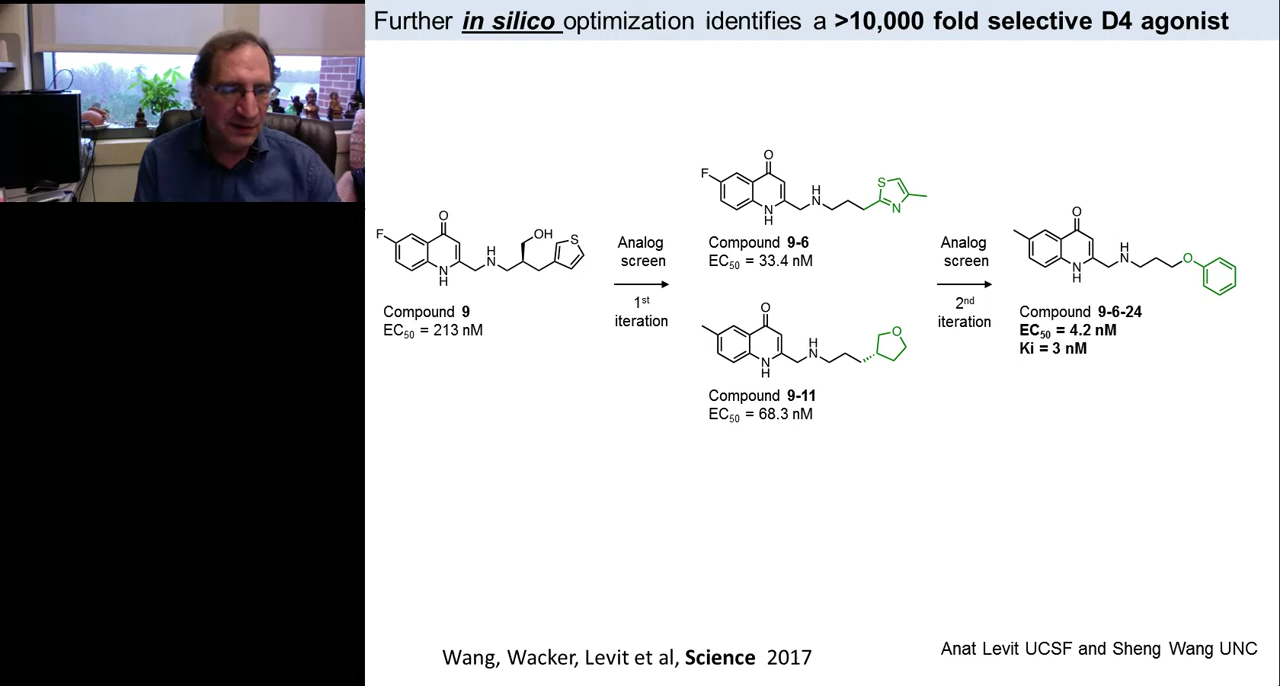 Further in silico optimization identifies a >10,000 fold selective D4 agonist
F
O
N
H
H
N
OH
S
Compound 9
EC50 = 213 nM
Analog
screen
1st
iteration
F
O
N
H
H
N
S
N
Compound 9-6
EC50 = 33.4 nM
O
N
H
H
N
O
Compound 9-11
EC50 = 68.3 nM
Analog
screen
2nd
iteration
O
N
H
H
N
O
Compound 9-6-24
EC50 = 4.2 nM
Ki = 3 nM
Wang, Wacker, Levit et al, Science 2017
Anat Levit UCSF and Sheng Wang UNC